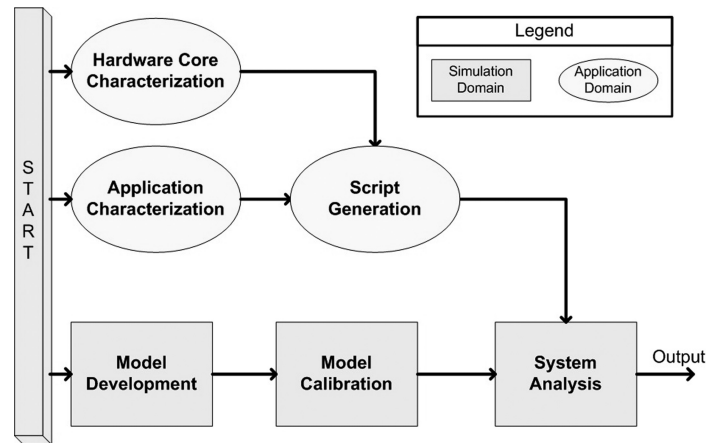 START
Hardware Core
Characterization
Legend
Simulation
Domain
Application
Domain
Application
Characterization
Script
Generation
Model
Development
Model
Calibration
System
Analysis
Output